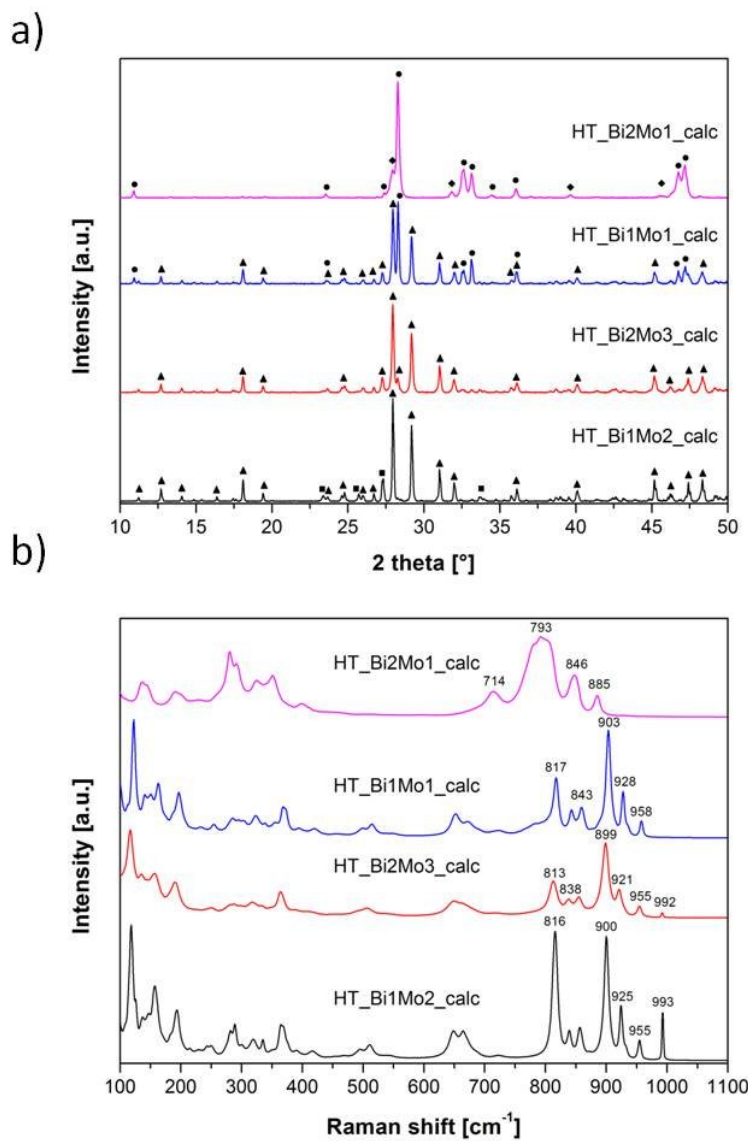 a)
HT_Bi2Mo1_calc
HT_Bi1Mo1_calc
HT_Bi2Mo3_calc
HT_Bi1Mo2_calc
Intensity [a.u.]
10 15 20 25 30 35 40 45 50
2 theta [°]
b)
793
HT_Bi2Mo1_calc
714
846
885
903
HT_Bi1Mo1_calc
817
843
928
958
899
HT_Bi2Mo3_calc
813
838
921
955
992
816
900
HT_Bi1Mo2_calc
925
955
993
Intensity [a.u.]
100 200 300 400 500 600 700 800 900 1000 1100
Raman shift [cm⁻¹]